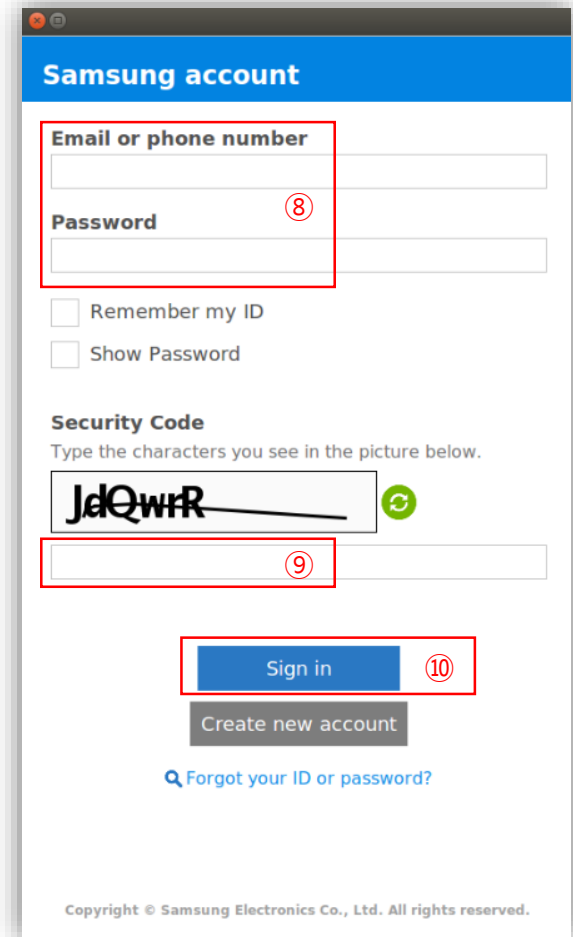 Samsung account
Email or phone number
⑧
Password
Remember my ID
Show Password
Security Code
Type the characters you see in the picture below.
JdQwrR
⑨
Sign in ⑩
Create new account
Forgot your ID or password?
Copyright © Samsung Electronics Co., Ltd. All rights reserved.